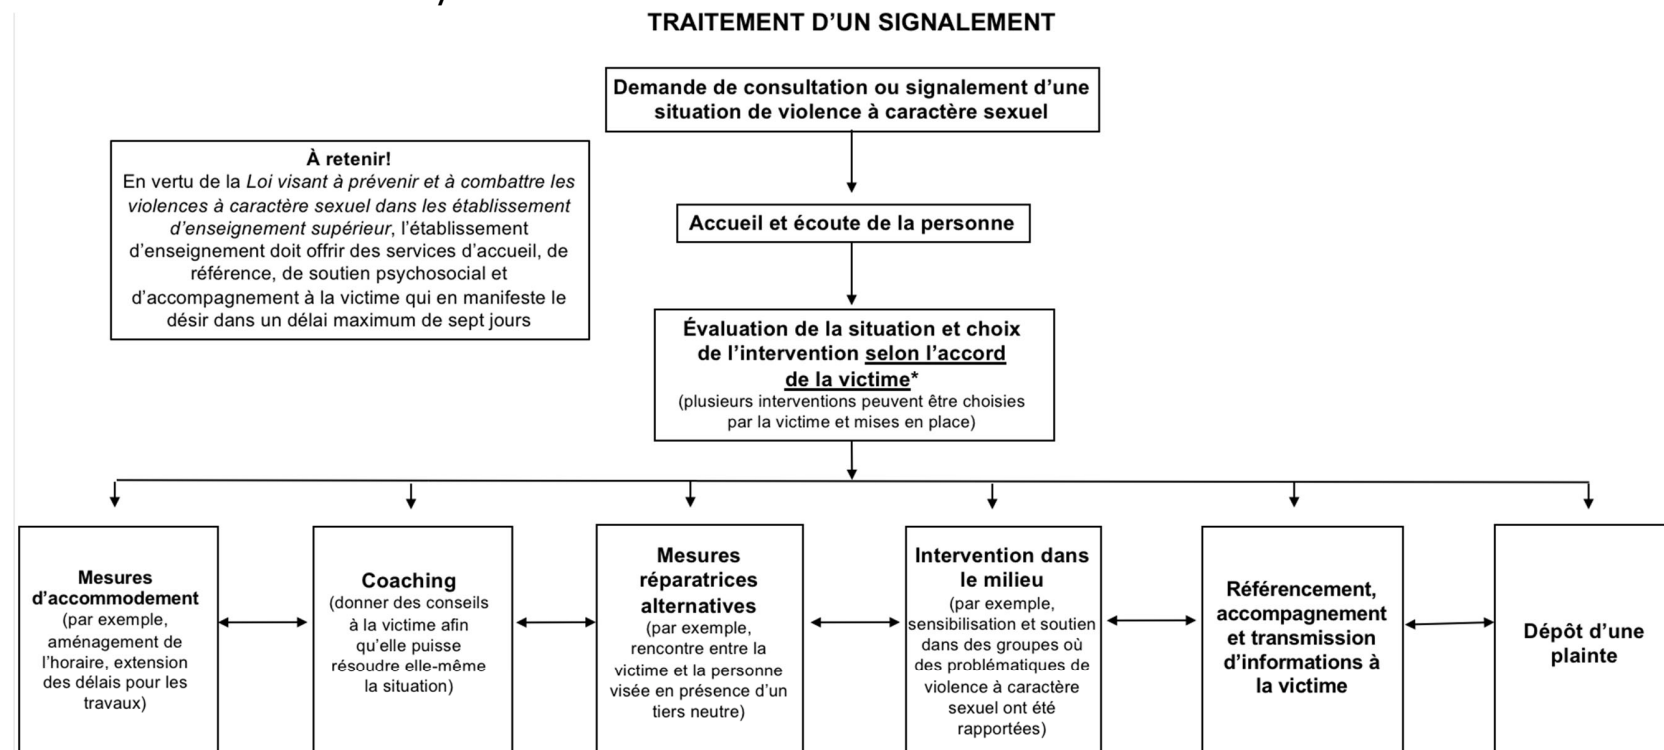 TRAITEMENT D’UN SIGNALEMENT
Demande de consultation ou signalement d’une
situation de violence à caractère sexuel
À retenir!
En vertu de la Loi visant à prévenir et à combattre les
violences à caractère sexuel dans les établissement
d’enseignement supérieur, l’établissement
d’enseignement doit offrir des services d’accueil, de
référence, de soutien psychosocial et
d’accompagnement à la victime qui en manifeste le
désir dans un délai maximum de sept jours
Accueil et écoute de la personne
Évaluation de la situation et choix
de l’intervention selon l’accord
de la victime*
(plusieurs interventions peuvent être choisies
par la victime et mises en place)
Mesures
d’accommodement
(par exemple,
aménagement de
l’horaire, extension
des délais pour les
travaux)
Coaching
(donner des conseils
à la victime afin
qu’elle puisse
résoudre elle-même
la situation)
Mesures
réparatrices
alternatives
(par exemple,
rencontre entre la
victime et la personne
visée en présence d’un
tiers neutre)
Intervention dans
le milieu
(par exemple,
sensibilisation et soutien
dans des groupes où
des problématiques de
violence à caractère
sexuel ont été
rapportées)
Référencement,
accompagnement
et transmission
d’informations à
la victime
Dépôt d’une
plainte